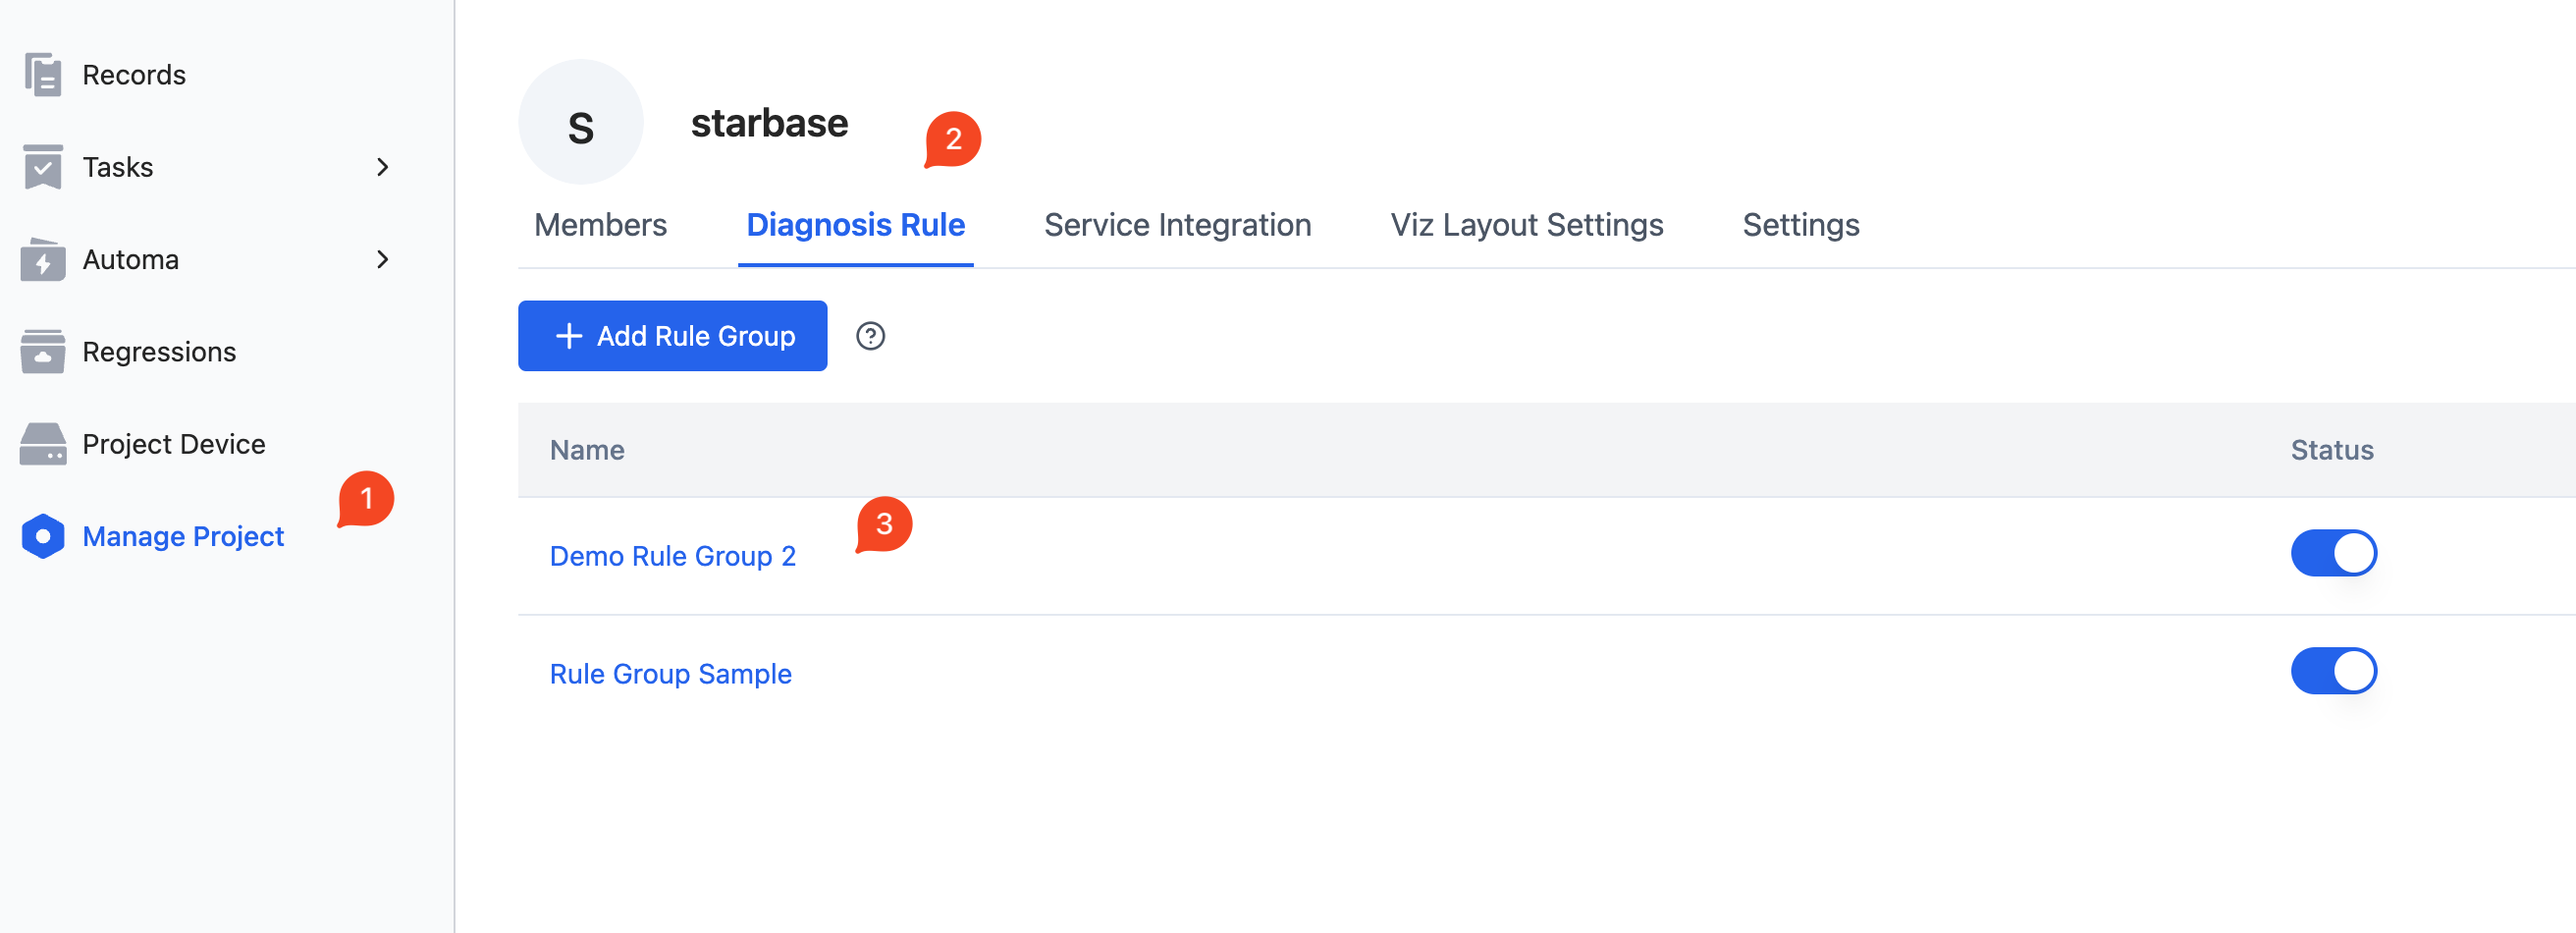 Records
Tasks
Automa
Regressions
Project Device
1
Manage Project
S
starbase
2
Members Diagnosis Rule Service Integration Viz Layout Settings Settings
+ Add Rule Group ?
Name Status
3
Demo Rule Group 2
Rule Group Sample